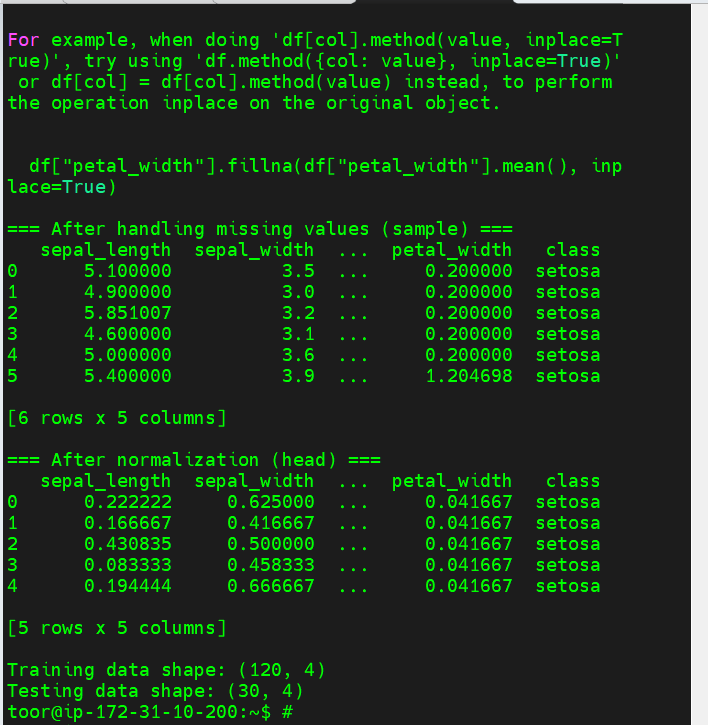 For example, when doing 'df[col].method(value, inplace=T
rue)', try using 'df.method({col: value}, inplace=True)'
 or df[col] = df[col].method(value) instead, to perform
the operation inplace on the original object.


  df["petal_width"].fillna(df["petal_width"].mean(), inp
lace=True)

=== After handling missing values (sample) ===
   sepal_length  sepal_width  ...  petal_width   class
0      5.100000          3.5  ...     0.200000  setosa
1      4.900000          3.0  ...     0.200000  setosa
2      5.851007          3.2  ...     0.200000  setosa
3      4.600000          3.1  ...     0.200000  setosa
4      5.000000          3.6  ...     0.200000  setosa
5      5.400000          3.9  ...     1.204698  setosa

[6 rows x 5 columns]

=== After normalization (head) ===
   sepal_length  sepal_width  ...  petal_width   class
0      0.222222     0.625000  ...     0.041667  setosa
1      0.166667     0.416667  ...     0.041667  setosa
2      0.430835     0.500000  ...     0.041667  setosa
3      0.083333     0.458333  ...     0.041667  setosa
4      0.194444     0.666667  ...     0.041667  setosa

[5 rows x 5 columns]

Training data shape: (120, 4)
Testing data shape: (30, 4)
toor@ip-172-31-10-200:~$ #